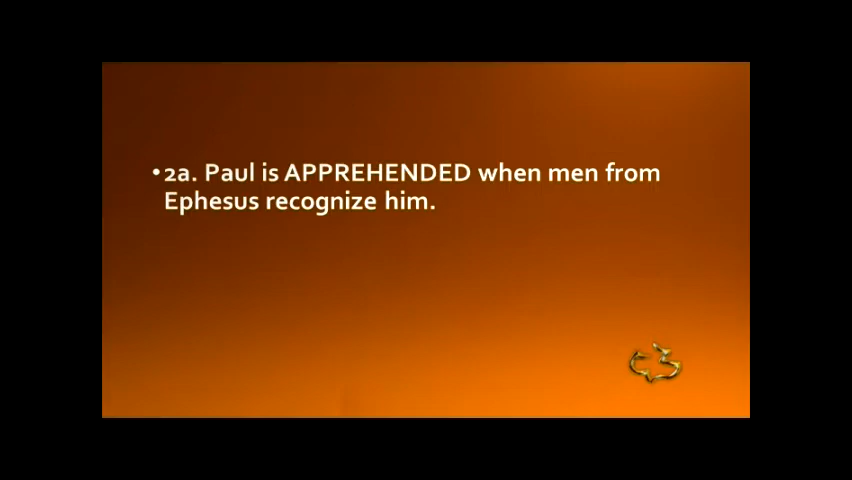 • 2a. Paul is APPREHENDED when men from
Ephesus recognize him.